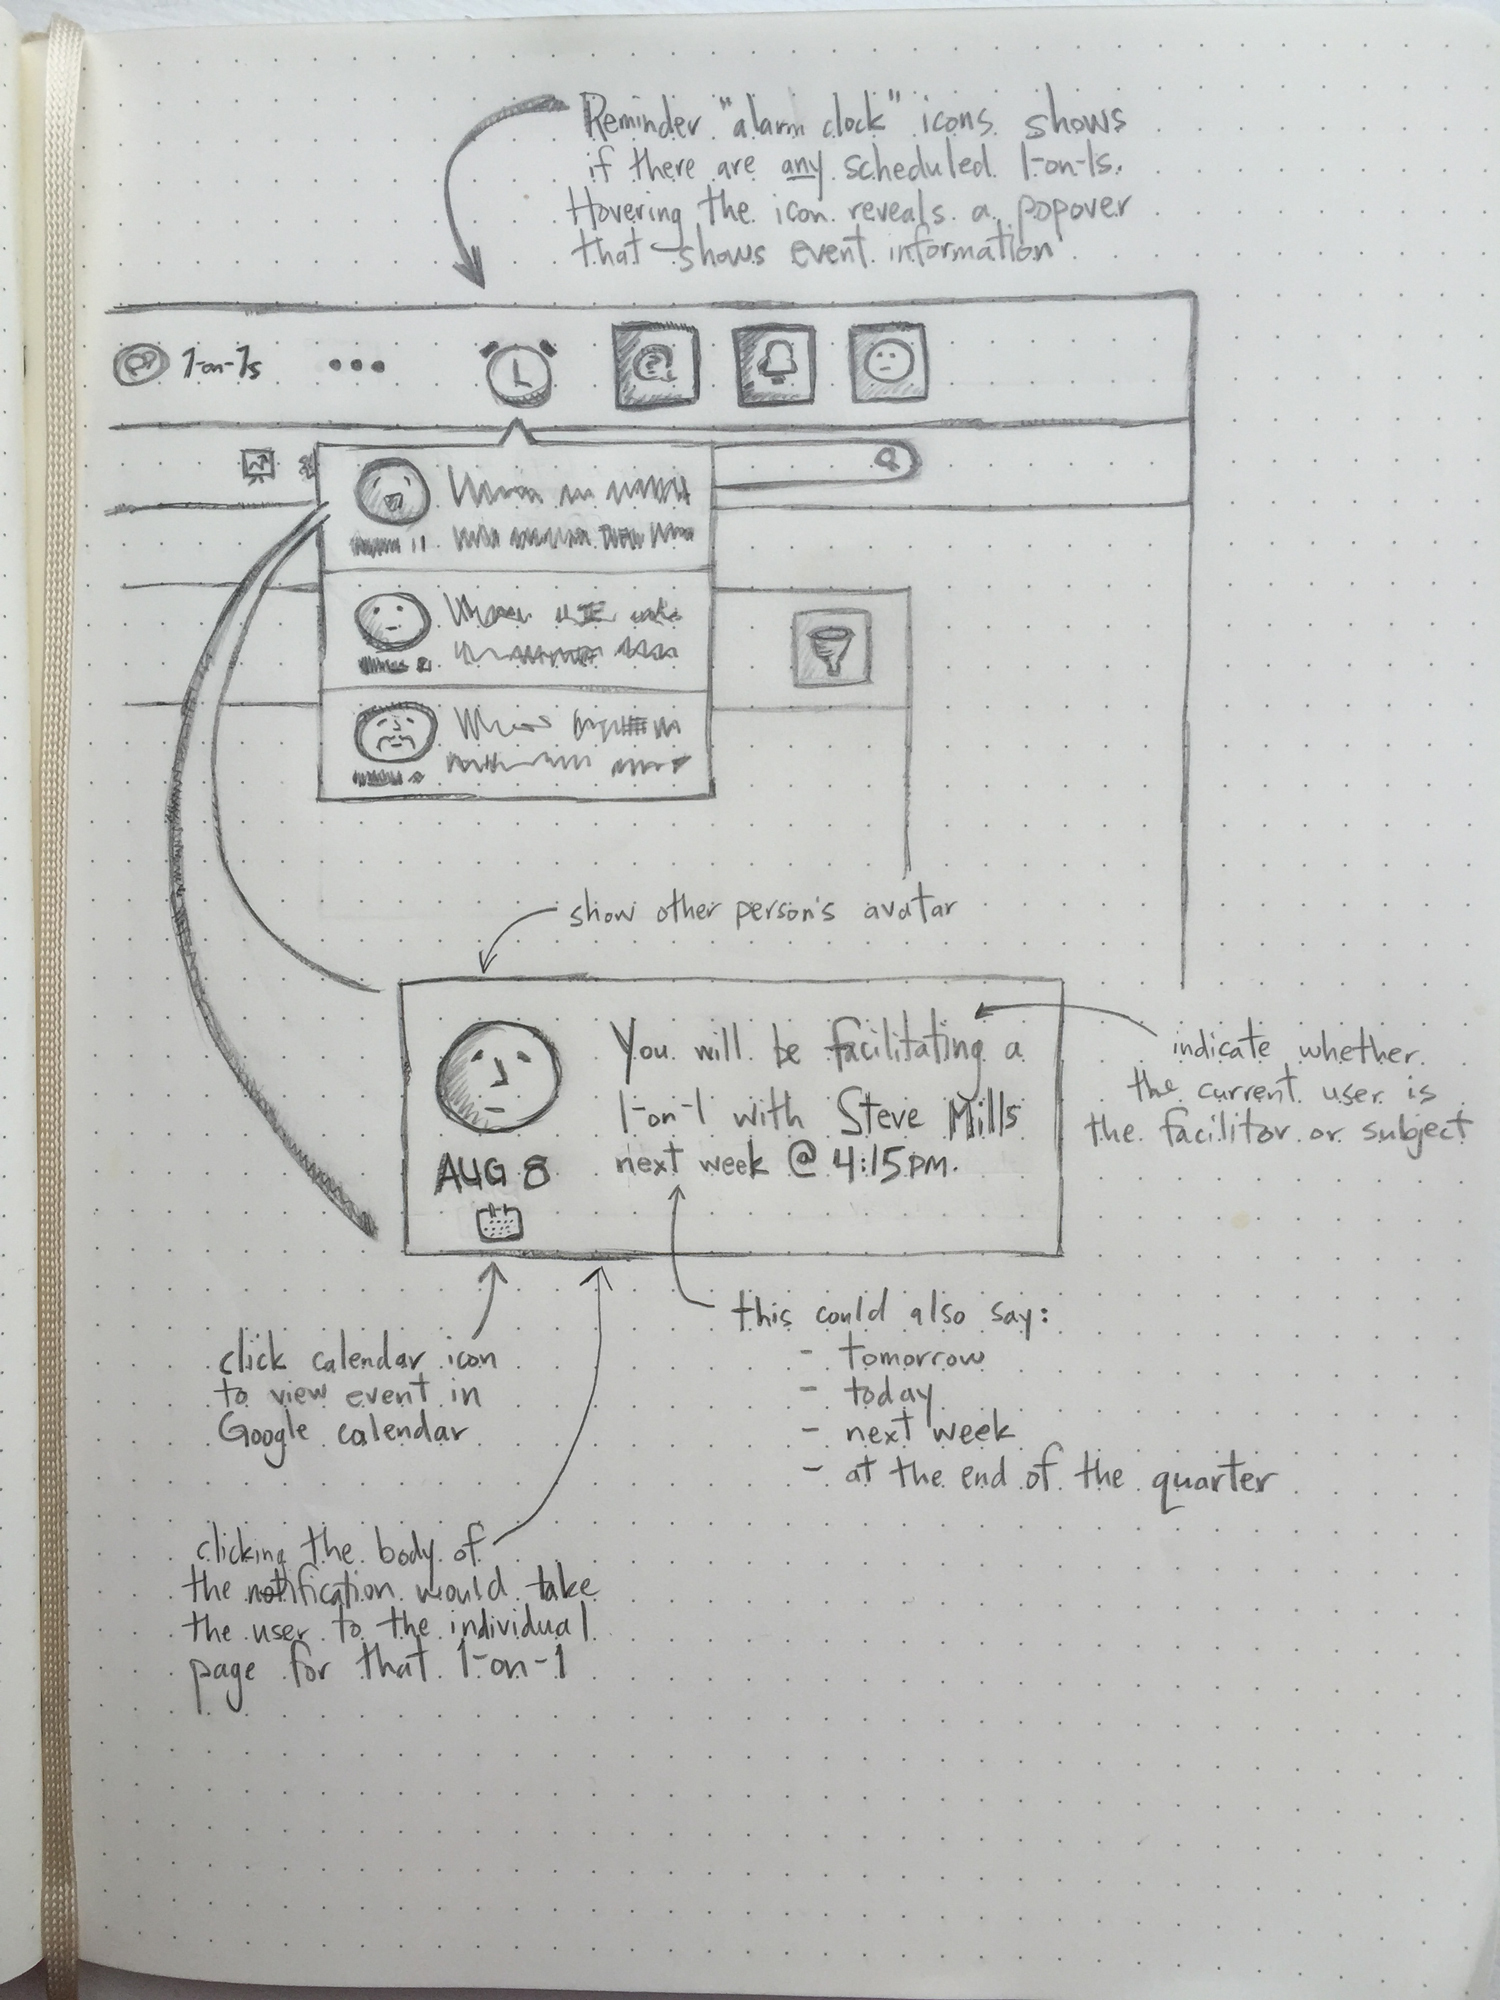 Reminder "alarm clock" icons shows
if there are any scheduled 1-on-1s.
Hovering the icon reveals a popover
that shows event information
1-on-1s
show other person's avatar
You will be facilitating a
1-on-1 with Steve Mills
next week @ 4:15PM.
AUG 8
indicate whether
the current user is
the facilitor or subject
this could also say:
- tomorrow
- today
- next week
- at the end of the quarter
click calendar icon
to view event in
Google calendar
clicking the body of
the notification would take
the user to the individual
page for that 1-on-1